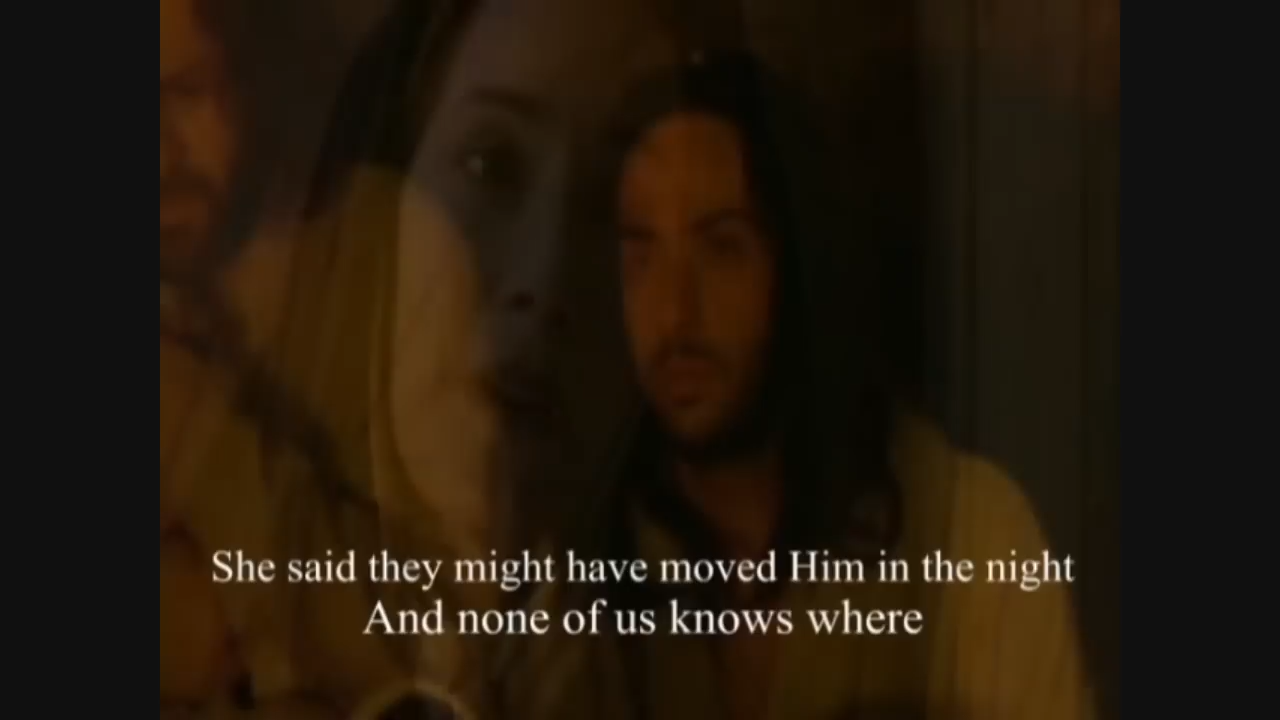 She said they might have moved Him in the night
And none of us knows where